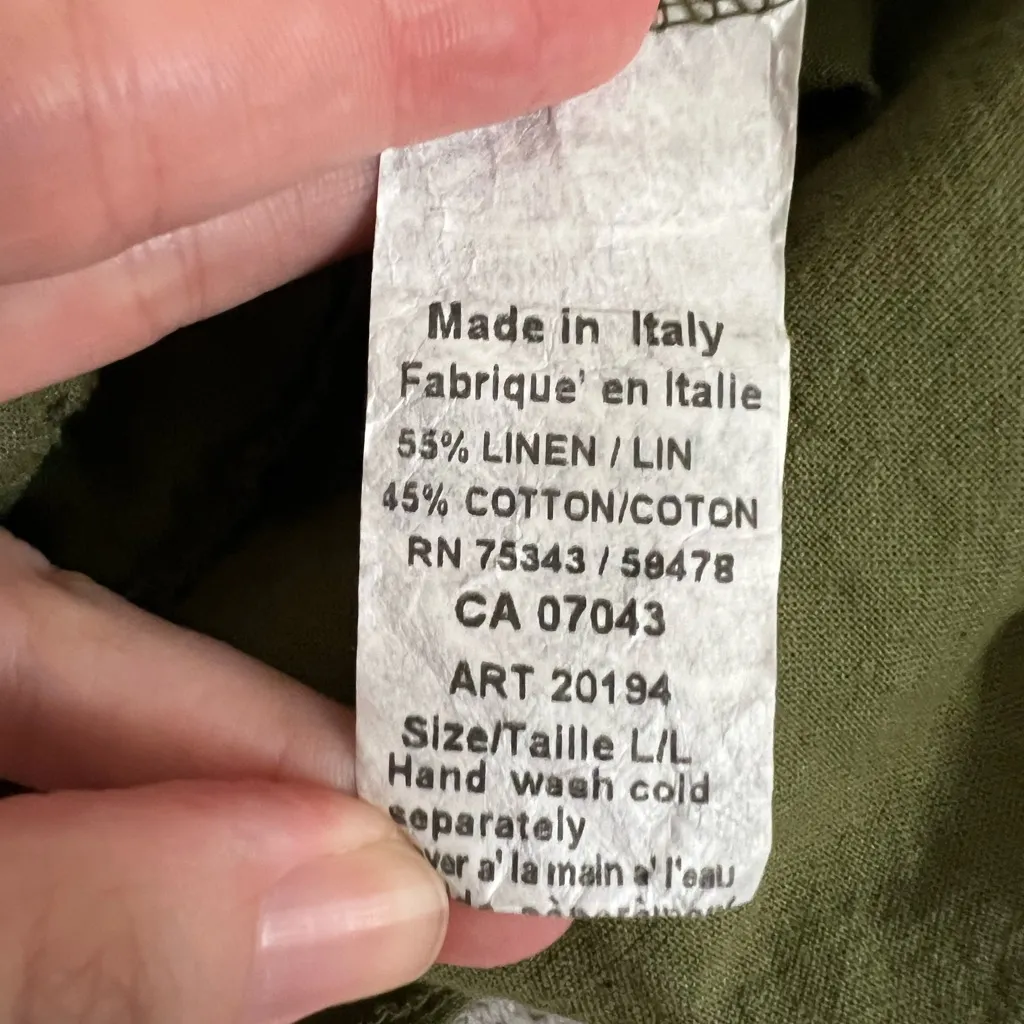 Made in Italy
Fabrique' en Italie
55% LINEN / LIN
45% COTTON/COTON
RN 75343 / 58478
CA 07043
ART 20194
Size/Taille L/L
Hand wash cold
separately
a' la main a' l'eau